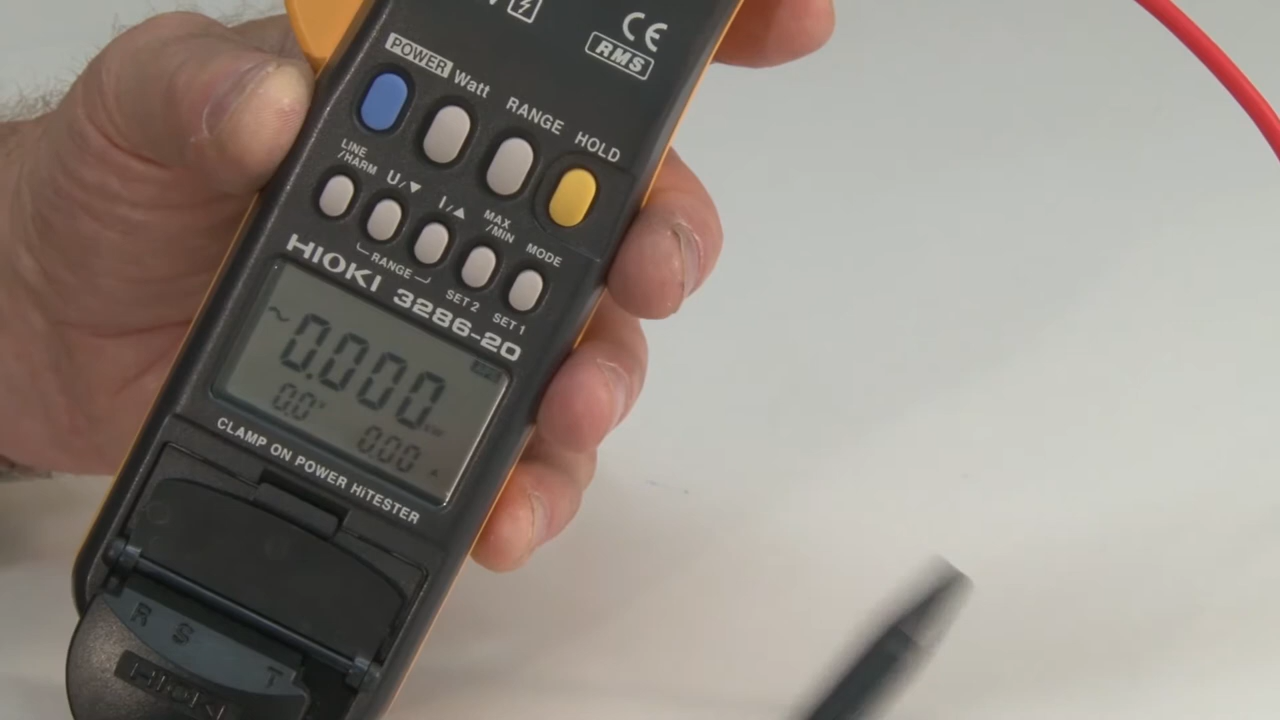 CE
RMS
POWER Watt RANGE HOLD
LINE
/HARM U/▼ I/▲ MAX
/MIN MODE
RANGE SET 2 SET 1
HIOKI 3286-20
~0.000
0.0° 0.00 A
CLAMP ON POWER HiTESTER
R S T
HIOKI